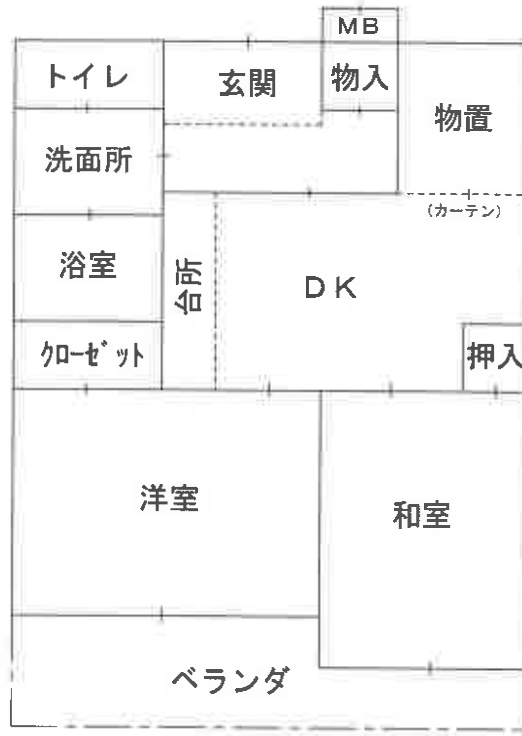 MB
トイレ
玄関
物入
物置
洗面所
(カーテン)
浴室
台所
DK
クローゼット
押入
洋室
和室
ベランダ